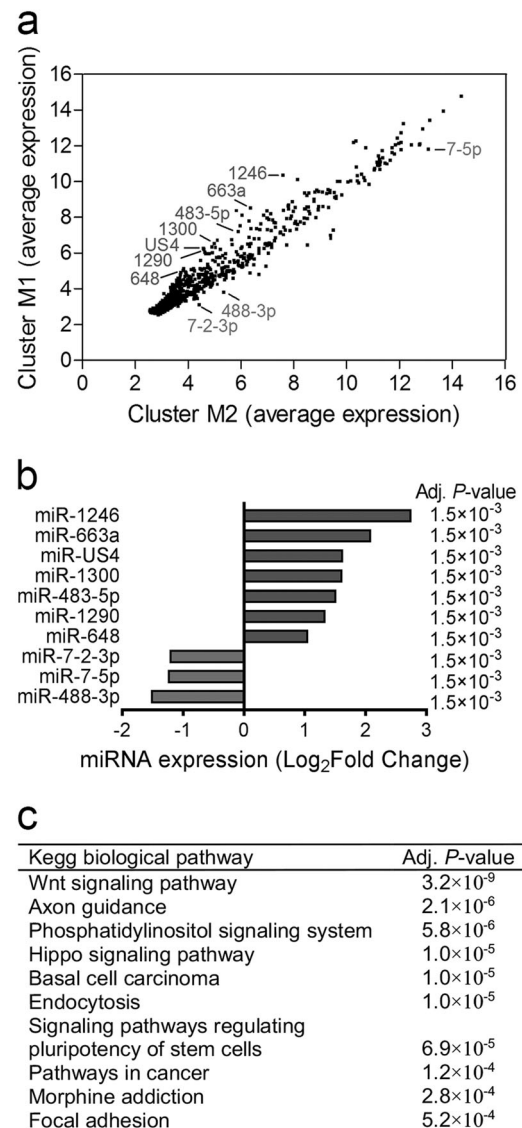 a
Cluster M1 (average expression)
16
14
12
10
8
6
4
2
0
1246
663a
483-5p
1300
US4
1290
648
7-5p
488-3p
7-2-3p
0 2 4 6 8 10 12 14 16
Cluster M2 (average expression)
b
Adj. P-value
miR-1246 1.5×10-3
miR-663a 1.5×10-3
miR-US4 1.5×10-3
miR-1300 1.5×10-3
miR-483-5p 1.5×10-3
miR-1290 1.5×10-3
miR-648 1.5×10-3
miR-7-2-3p 1.5×10-3
miR-7-5p 1.5×10-3
miR-488-3p 1.5×10-3
-2 -1 0 1 2 3
miRNA expression (Log2Fold Change)
c
Kegg biological pathway Adj. P-value
Wnt signaling pathway 3.2×10-9
Axon guidance 2.1×10-6
Phosphatidylinositol signaling system 5.8×10-6
Hippo signaling pathway 1.0×10-5
Basal cell carcinoma 1.0×10-5
Endocytosis 1.0×10-5
Signaling pathways regulating
pluripotency of stem cells 6.9×10-5
Pathways in cancer 1.2×10-4
Morphine addiction 2.8×10-4
Focal adhesion 5.2×10-4